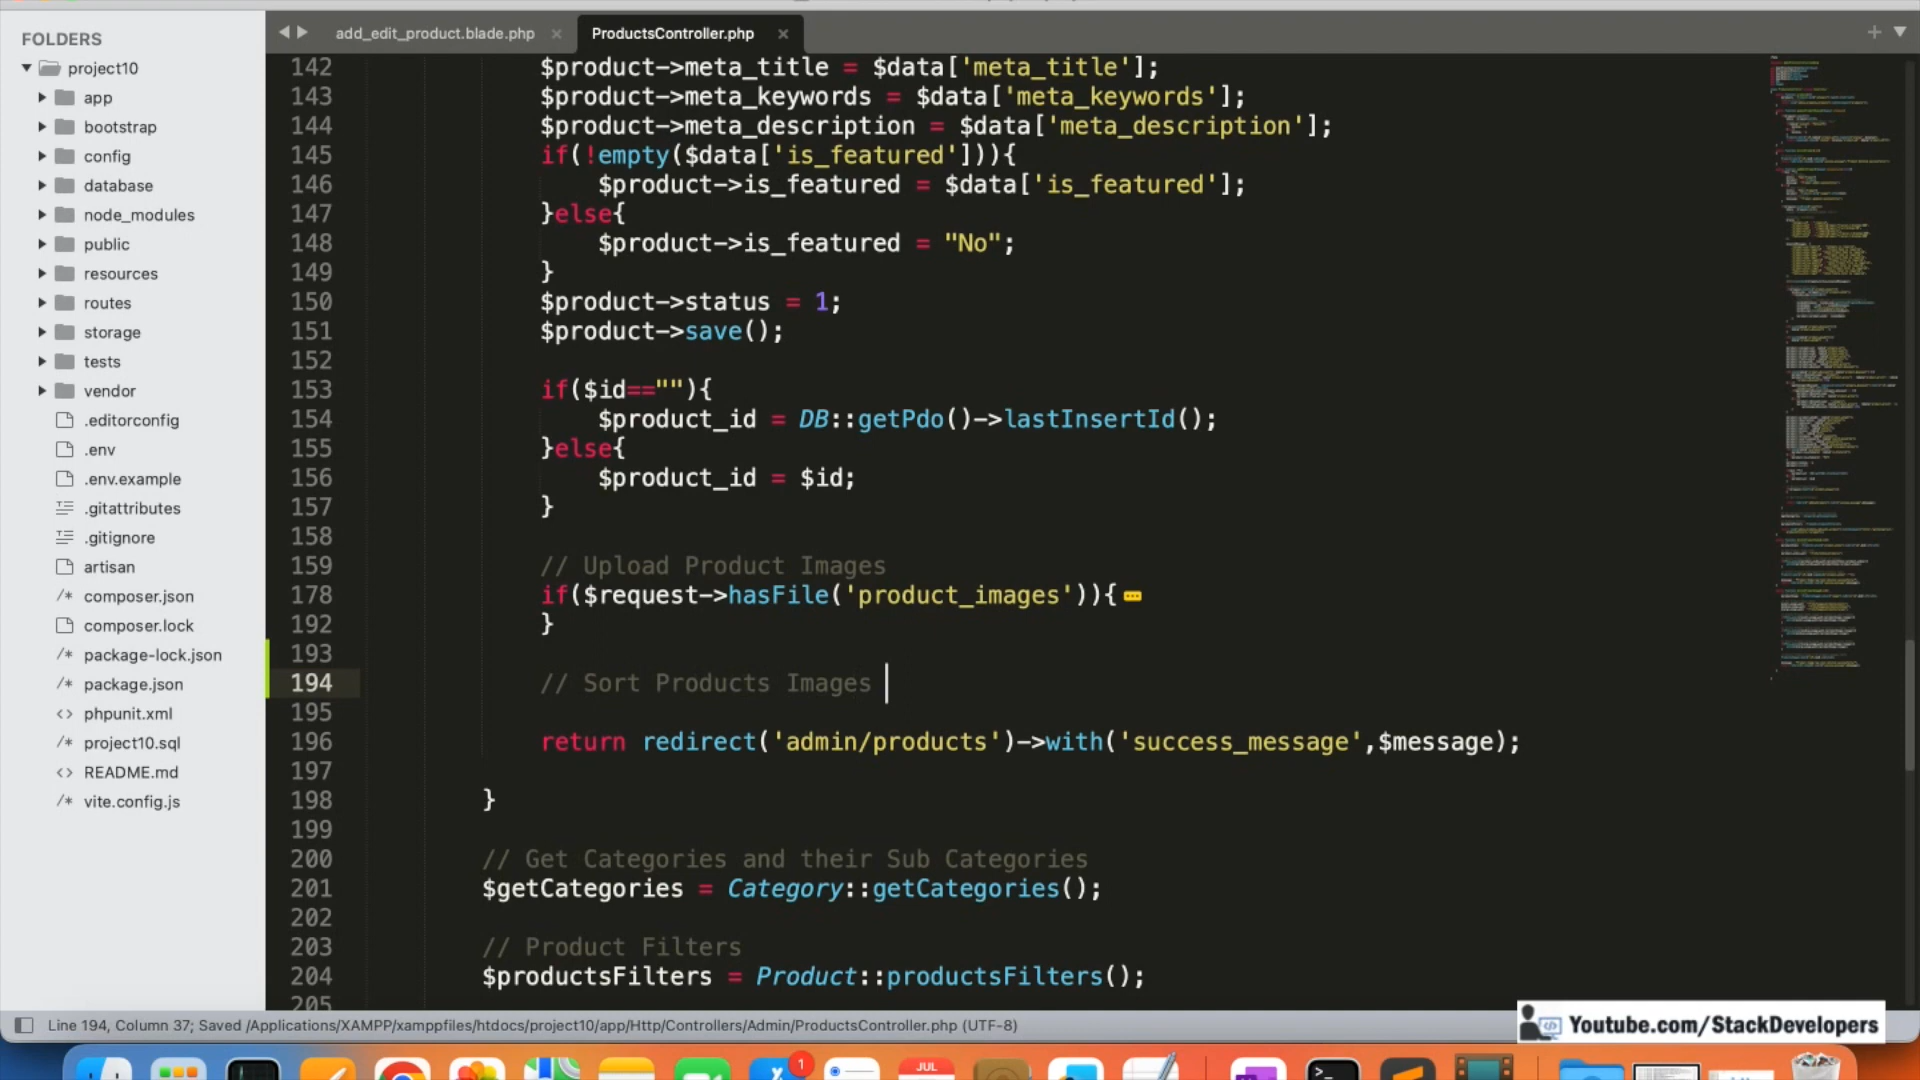 FOLDERS
project10
app
bootstrap
config
database
node_modules
public
resources
routes
storage
tests
vendor
.editorconfig
.env
.env.example
.gitattributes
.gitignore
artisan
/* composer.json
composer.lock
/* package-lock.json
/* package.json
<> phpunit.xml
/* project10.sql
<> README.md
/* vite.config.js
add_edit_product.blade.php ×
ProductsController.php ×
142 $product->meta_title = $data['meta_title'];
143 $product->meta_keywords = $data['meta_keywords'];
144 $product->meta_description = $data['meta_description'];
145 if(!empty($data['is_featured'])){
146 $product->is_featured = $data['is_featured'];
147 }else{
148 $product->is_featured = "No";
149 }
150 $product->status = 1;
151 $product->save();
152
153 if($id==""){
154 $product_id = DB::getPdo()->lastInsertId();
155 }else{
156 $product_id = $id;
157 }
158
159 // Upload Product Images
178 if($request->hasFile('product_images')){
192 }
193
194 // Sort Products Images
195
196 return redirect('admin/products')->with('success_message',$message);
197
198 }
199
200 // Get Categories and their Sub Categories
201 $getCategories = Category::getCategories();
202
203 // Product Filters
204 $productsFilters = Product::productsFilters();
205
Line 194, Column 37; Saved /Applications/XAMPP/xamppfiles/htdocs/project10/app/Http/Controllers/Admin/ProductsController.php (UTF-8)
Youtube.com/StackDevelopers
1
JUL